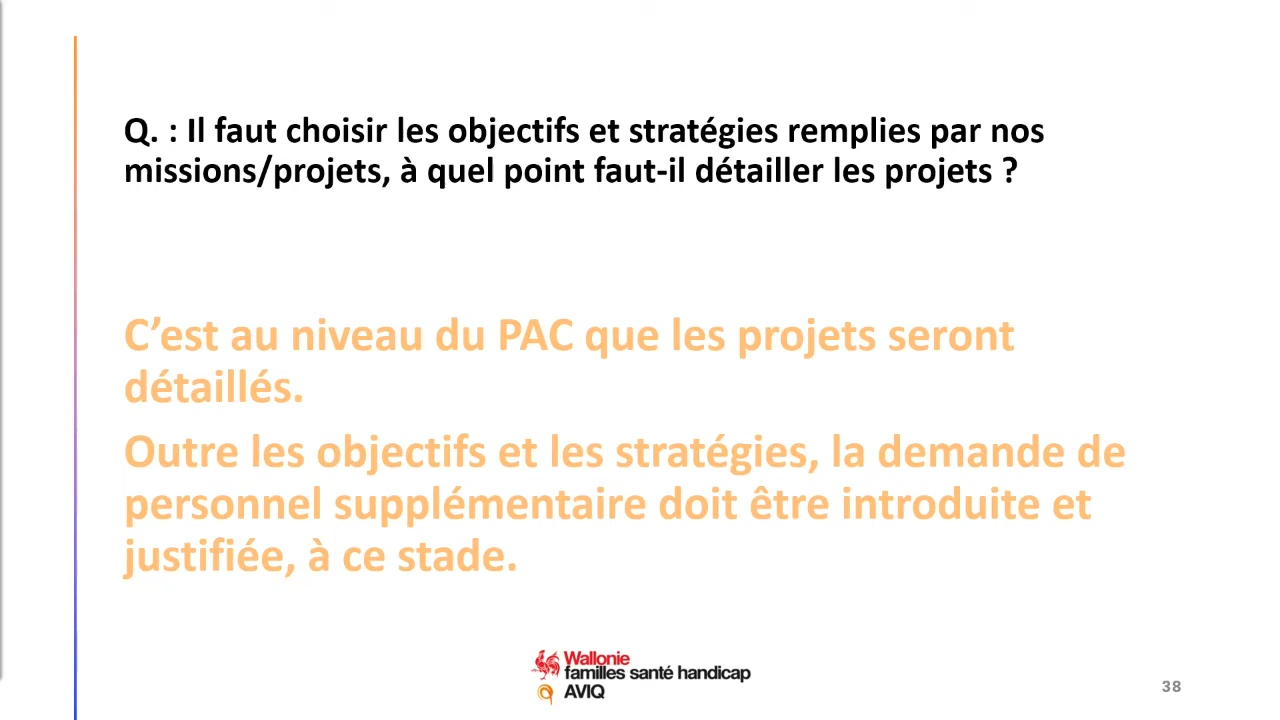 Q. : Il faut choisir les objectifs et stratégies remplies par nos
missions/projets, à quel point faut-il détailler les projets ?
C’est au niveau du PAC que les projets seront
détaillés.
Outre les objectifs et les stratégies, la demande de
personnel supplémentaire doit être introduite et
justifiée, à ce stade.
Wallonie
familles santé handicap
AVIQ
38